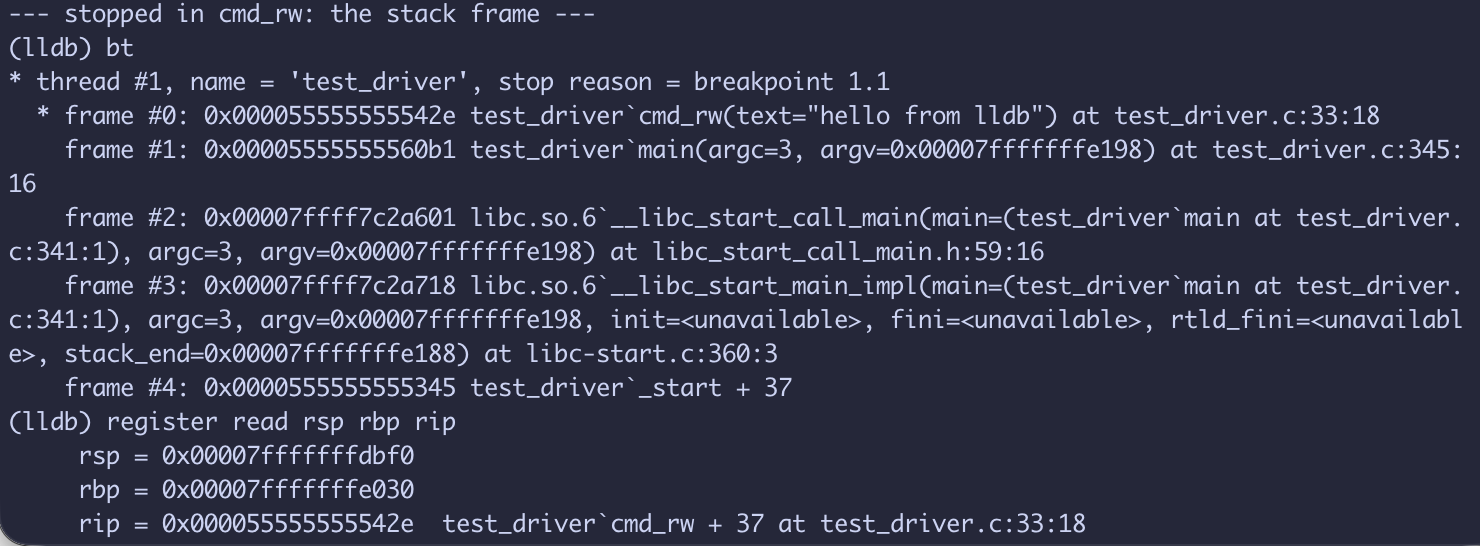 --- stopped in cmd_rw: the stack frame ---
(lldb) bt
* thread #1, name = 'test_driver', stop reason = breakpoint 1.1
  * frame #0: 0x000055555555542e test_driver`cmd_rw(text="hello from lldb") at test_driver.c:33:18
    frame #1: 0x00005555555560b1 test_driver`main(argc=3, argv=0x00007fffffffe198) at test_driver.c:345:
16
    frame #2: 0x00007ffff7c2a601 libc.so.6`__libc_start_call_main(main=(test_driver`main at test_driver.
c:341:1), argc=3, argv=0x00007fffffffe198) at libc_start_call_main.h:59:16
    frame #3: 0x00007ffff7c2a718 libc.so.6`__libc_start_main_impl(main=(test_driver`main at test_driver.
c:341:1), argc=3, argv=0x00007fffffffe198, init=<unavailable>, fini=<unavailable>, rtld_fini=<unavailabl
e>, stack_end=0x00007fffffffe188) at libc-start.c:360:3
    frame #4: 0x0000555555555345 test_driver`_start + 37
(lldb) register read rsp rbp rip
     rsp = 0x00007fffffffdbf0
     rbp = 0x00007fffffffe030
     rip = 0x000055555555542e  test_driver`cmd_rw + 37 at test_driver.c:33:18